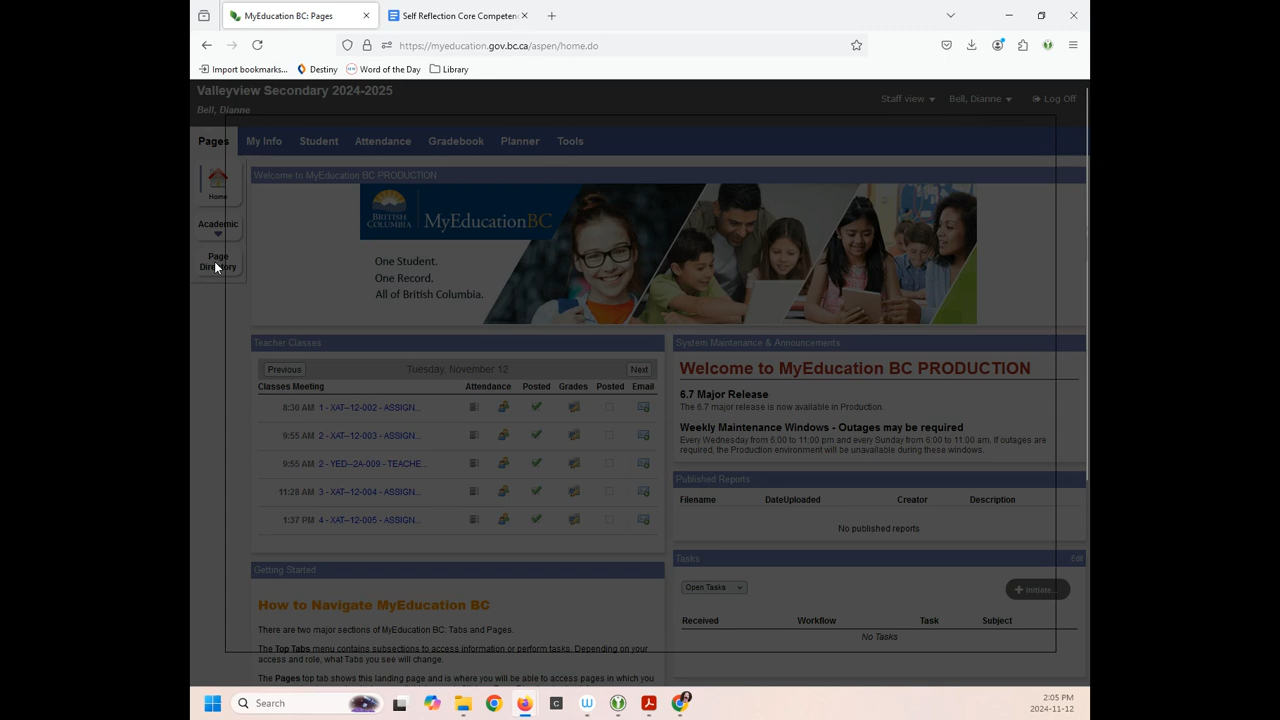 MyEducation BC: Pages
Self Reflection Core Competen
https://myeducation.gov.bc.ca/aspen/home.do
Import bookmarks...
Destiny
Word of the Day
Library
Valleyview Secondary 2024-2025
Bell, Dianne
Staff view
Bell, Dianne
Log Off
Pages
My Info
Student
Attendance
Gradebook
Planner
Tools
Home
Academic
Page
Directory
Welcome to MyEducation BC PRODUCTION
BRITISH
COLUMBIA
MyEducationBC
One Student.
One Record.
All of British Columbia.
Teacher Classes
Previous
Tuesday, November 12
Next
Classes Meeting Attendance Posted Grades Posted Email
8:30 AM 1 - XAT--12-002 - ASSIGN...
9:55 AM 2 - XAT--12-003 - ASSIGN...
9:55 AM 2 - YED--2A-009 - TEACHE...
11:28 AM 3 - XAT--12-004 - ASSIGN...
1:37 PM 4 - XAT--12-005 - ASSIGN...
Getting Started
How to Navigate MyEducation BC
There are two major sections of MyEducation BC: Tabs and Pages.
The Top Tabs menu contains subsections to access information or perform tasks. Depending on your
access and role, what Tabs you see will change.
The Pages top tab shows this landing page and is where you will be able to access pages in which you
System Maintenance & Announcements
Welcome to MyEducation BC PRODUCTION
6.7 Major Release
The 6.7 major release is now available in Production.
Weekly Maintenance Windows - Outages may be required
Every Wednesday from 6:00 to 11:00 pm and every Sunday from 6:00 to 11:00 am. If outages are
required, the Production environment will be unavailable during these windows.
Published Reports
Filename DateUploaded Creator Description
No published reports
Tasks
Edit
Open Tasks
Initiate...
Received Workflow Task Subject
No Tasks
Search
2:05 PM
2024-11-12